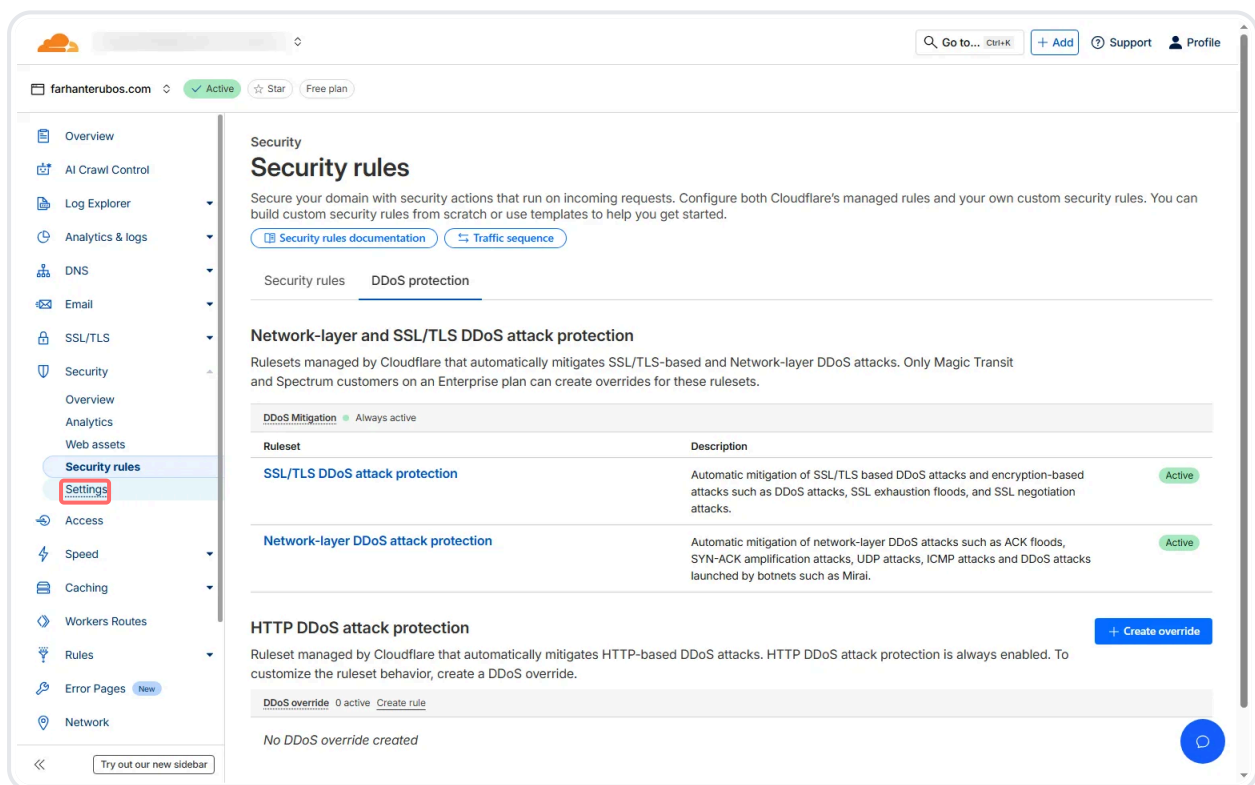 Go to... Ctrl+K + Add Support Profile
farhanterubos.com Active Star Free plan
Overview
AI Crawl Control
Log Explorer
Analytics & logs
DNS
Email
SSL/TLS
Security
Overview
Analytics
Web assets
Security rules
Settings
Access
Speed
Caching
Workers Routes
Rules
Error Pages New
Network
Try out our new sidebar
Security
Security rules
Secure your domain with security actions that run on incoming requests. Configure both Cloudflare's managed rules and your own custom security rules. You can
build custom security rules from scratch or use templates to help you get started.
Security rules documentation Traffic sequence
Security rules DDoS protection
Network-layer and SSL/TLS DDoS attack protection
Rulesets managed by Cloudflare that automatically mitigates SSL/TLS-based and Network-layer DDoS attacks. Only Magic Transit
and Spectrum customers on an Enterprise plan can create overrides for these rulesets.
DDoS Mitigation Always active
Ruleset Description
SSL/TLS DDoS attack protection
Automatic mitigation of SSL/TLS based DDoS attacks and encryption-based
attacks such as DDoS attacks, SSL exhaustion floods, and SSL negotiation
attacks.
Active
Network-layer DDoS attack protection
Automatic mitigation of network-layer DDoS attacks such as ACK floods,
SYN-ACK amplification attacks, UDP attacks, ICMP attacks and DDoS attacks
launched by botnets such as Mirai.
Active
HTTP DDoS attack protection
+ Create override
Ruleset managed by Cloudflare that automatically mitigates HTTP-based DDoS attacks. HTTP DDoS attack protection is always enabled. To
customize the ruleset behavior, create a DDoS override.
DDoS override 0 active Create rule
No DDoS override created